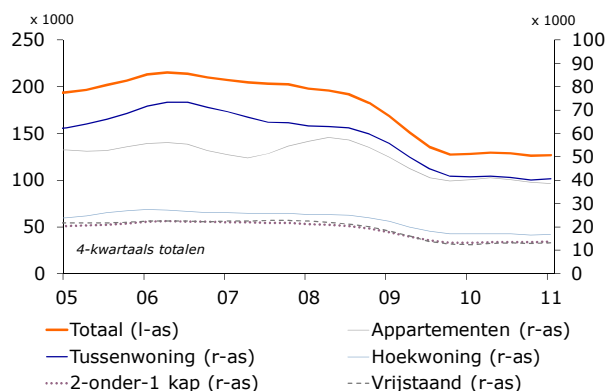 x 1000 x 1000
250 100
90
200 80
70
150 60
50
100 40
30
50 20
4-kwartaals totalen 10
0 0
05 06 07 08 09 10 11
Totaal (l-as) Appartementen (r-as)
Tussenwoning (r-as) Hoekwoning (r-as)
2-onder-1 kap (r-as) Vrijstaand (r-as)